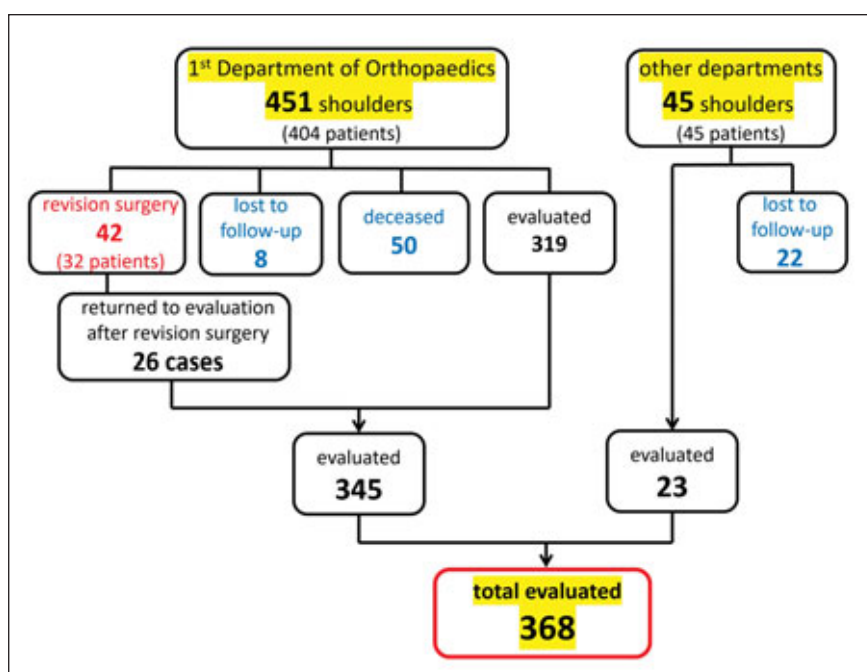 1st Department of Orthopaedics
451 shoulders
(404 patients)
other departments
45 shoulders
(45 patients)
revision surgery
42
(32 patients)
lost to
follow-up
8
deceased
50
evaluated
319
lost to
follow-up
22
returned to evaluation
after revision surgery
26 cases
evaluated
345
evaluated
23
total evaluated
368